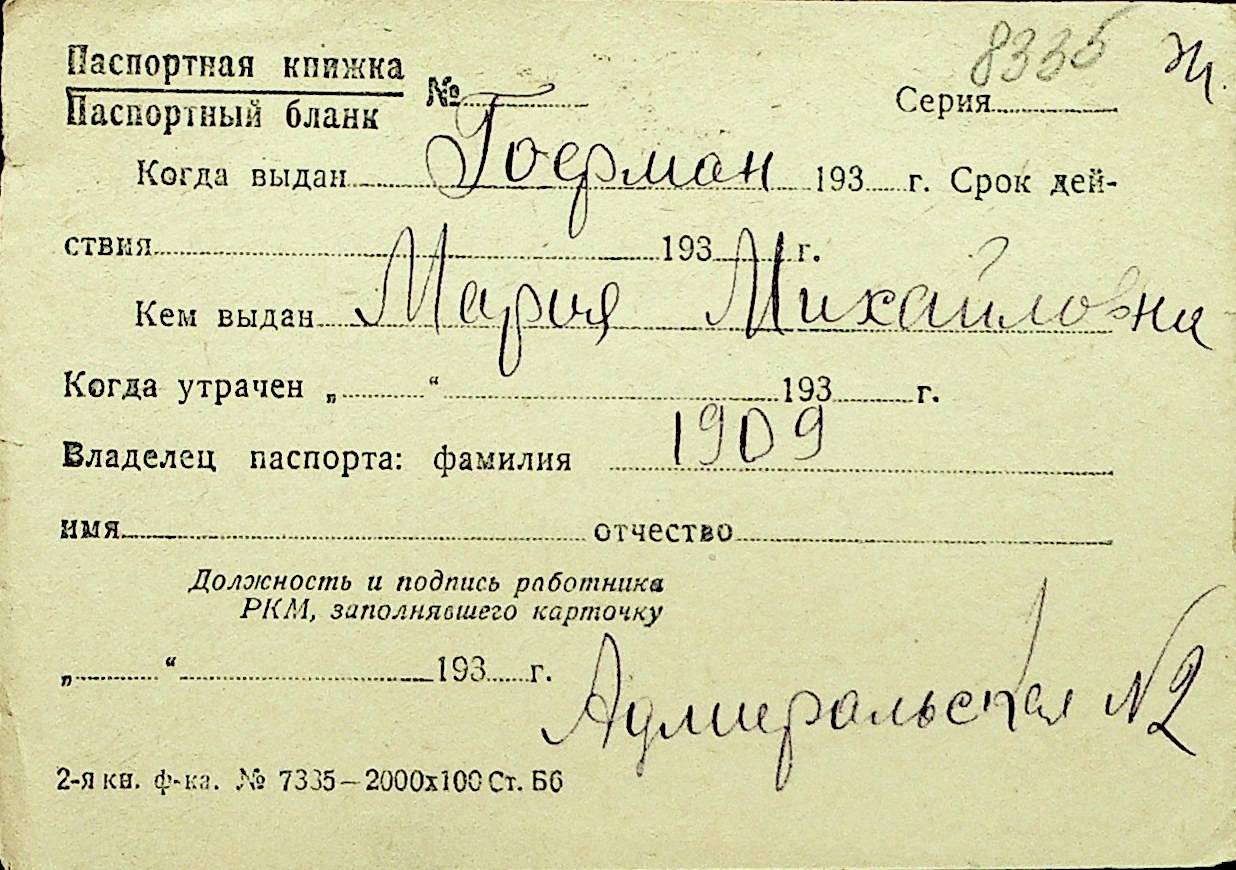 8335 Ж
Паспортная книжка
Паспортный бланк
№ Серия
Когда выдан Гофман 193 г. Срок дей-
ствия 193 г.
Кем выдан Мария Михайловна
Когда утрачен „ “ 193 г.
Владелец паспорта: фамилия 1909
имя отчество
Должность и подпись работника
РКМ, заполнявшего карточку
„ “ 193 г.
Адмиральская № 2
2-я кн. ф-ка. № 7335—2000х100 Ст. Б6